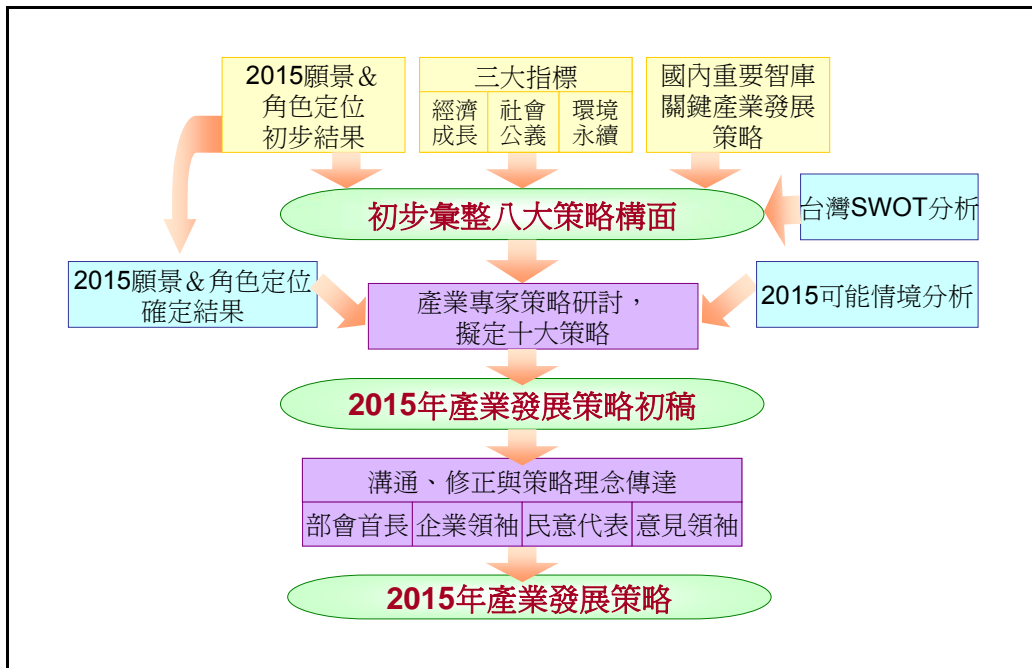 2015願景&
角色定位
初步結果
三大指標
經濟
成長
社會
公義
環境
永續
國內重要智庫
關鍵產業發展
策略
初步彙整八大策略構面
台灣SWOT分析
2015願景&角色定位
確定結果
產業專家策略研討，
擬定十大策略
2015可能情境分析
2015年產業發展策略初稿
溝通、修正與策略理念傳達
部會首長
企業領袖
民意代表
意見領袖
2015年產業發展策略